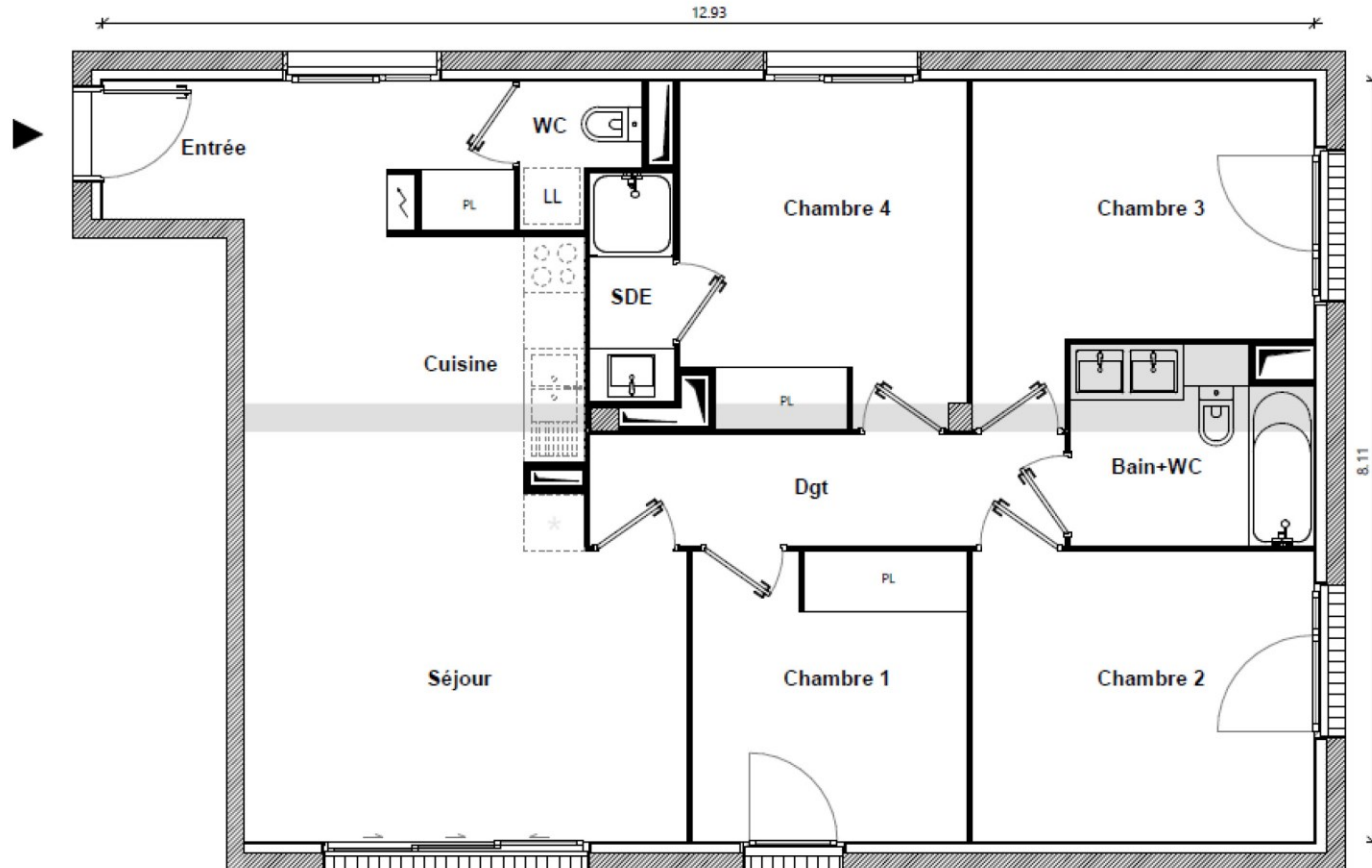 12.93
WC
Entrée
PL
LL
Chambre 4
Chambre 3
SDE
Cuisine
PL
Bain+WC
8.11
Dgt
*
PL
Séjour
Chambre 1
Chambre 2